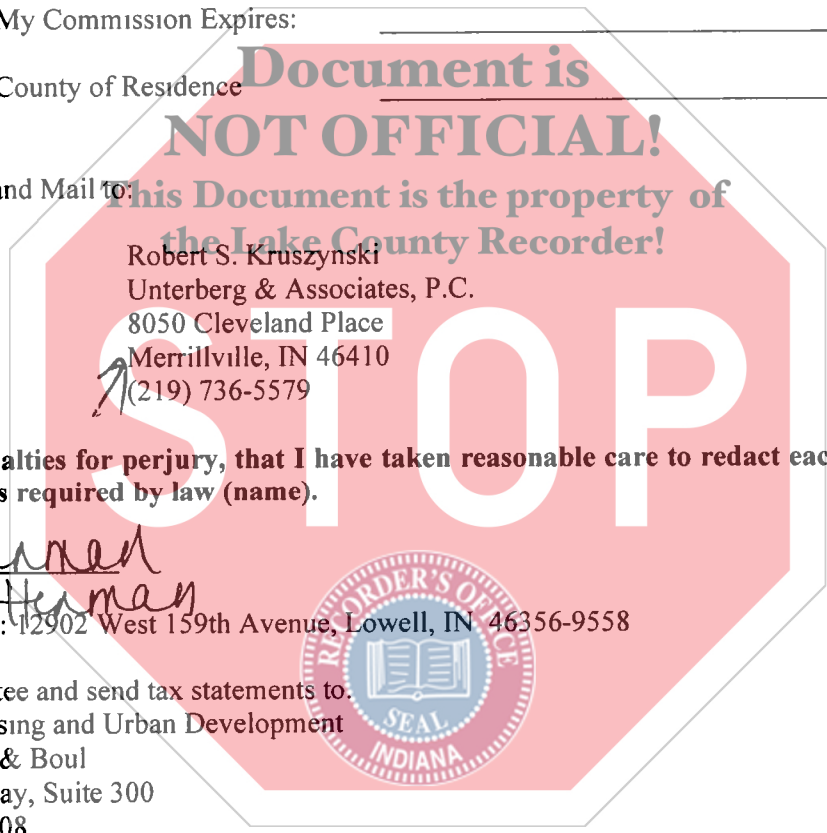 My Commission Expires:
Document is
County of Residence
NOT OFFICIAL!
and Mail to:
This Document is the property of
the Lake County Recorder!
Robert S. Kruszynski
Unterberg & Associates, P.C.
8050 Cleveland Place
Merrillville, IN 46410
(219) 736-5579
STOP
alties for perjury, that I have taken reasonable care to redact eac
s required by law (name).
Herman
: 12902 West 159th Avenue, Lowell, IN 46356-9558
RECORDER'S OFFICE
SEAL
INDIANA
tee and send tax statements to.
sing and Urban Development
& Boul
ay, Suite 300
08